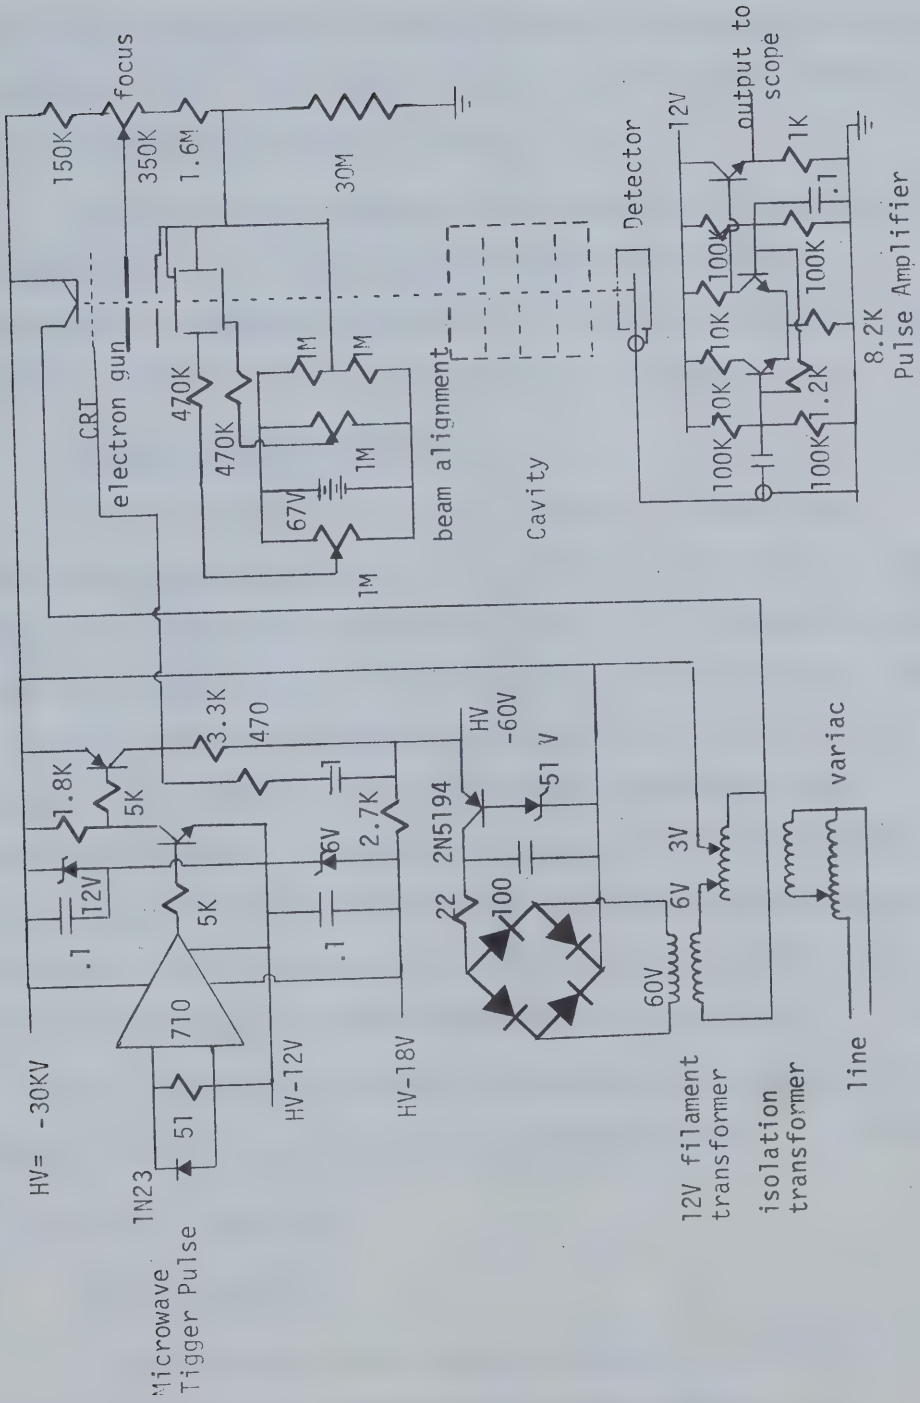 HV= -30KV
Microwave
Tigger Pulse
1N23
51
710
.1
12V
1.8K
5K
5K
3.3K
470
HV-12V
.1
6V
.1
2.7K
HV-18V
22
2N5194
HV
-60V
100
51 V
60V
6V
3V
12V filament
transformer
isolation
transformer
variac
line
150K
focus
350K
1.6M
30M
CRT
electron gun
470K
470K
1M
1M
67V
1M
1M
beam alignment
Cavity
Detector
-12V
output to
scope
100K
10K
10K
100K
1K
.1
100K
100K
1.2K
8.2K
Pulse Amplifier